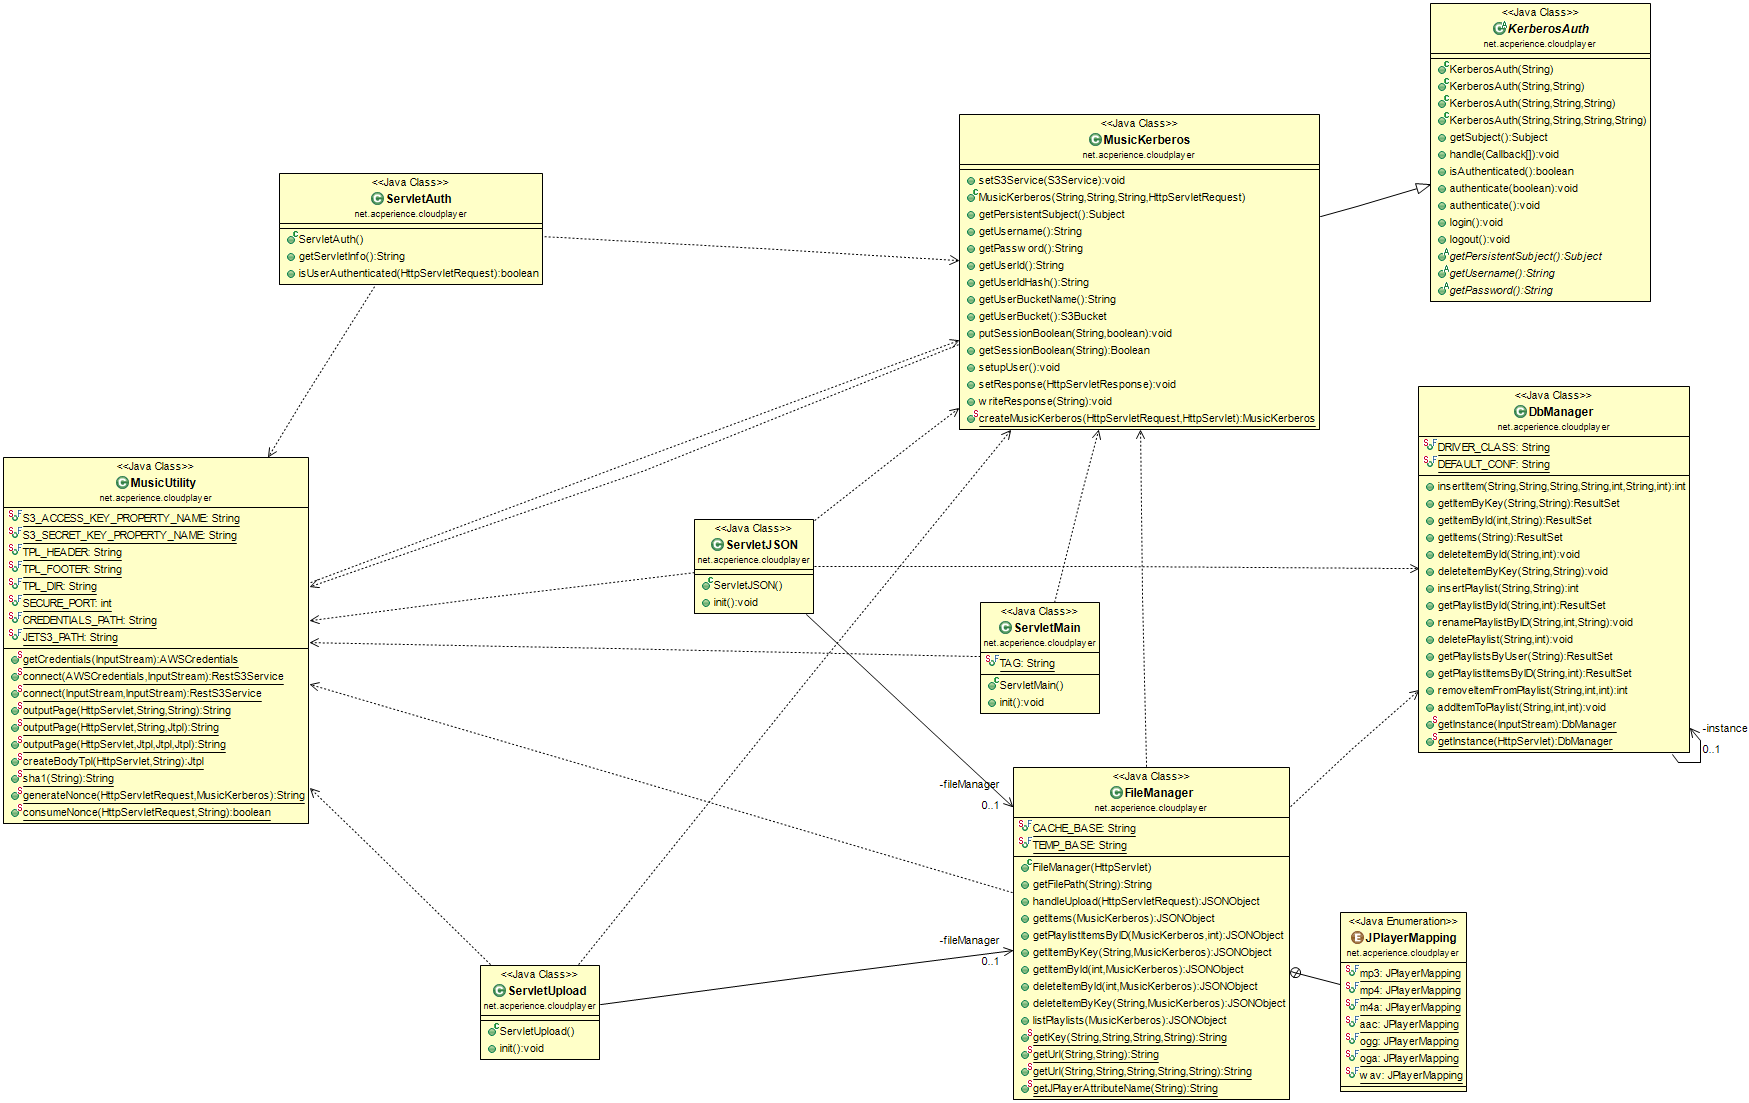 <<Java Class>>
KerberosAuth
net.acperience.cloudplayer
KerberosAuth(String)
KerberosAuth(String,String)
KerberosAuth(String,String,String)
KerberosAuth(String,String,String,String)
getSubject():Subject
handle(Callback[]):void
isAuthenticated():boolean
authenticate(boolean):void
authenticate():void
login():void
logout():void
getPersistentSubject():Subject
getUsername():String
getPassword():String
<<Java Class>>
MusicKerberos
net.acperience.cloudplayer
setS3Service(S3Service):void
MusicKerberos(String,String,String,HttpServletRequest)
getPersistentSubject():Subject
getUsername():String
getPassword():String
getUserId():String
getUserIdHash():String
getUserBucketName():String
getUserBucket():S3Bucket
putSessionBoolean(String,boolean):void
getSessionBoolean(String):Boolean
setupUser():void
setResponse(HttpServletResponse):void
writeResponse(String):void
createMusicKerberos(HttpServletRequest,HttpServlet):MusicKerberos
<<Java Class>>
ServletAuth
net.acperience.cloudplayer
ServletAuth()
getServletInfo():String
isUserAuthenticated(HttpServletRequest):boolean
<<Java Class>>
DbManager
net.acperience.cloudplayer
DRIVER_CLASS: String
DEFAULT_CONF: String
insertItem(String,String,String,String,int,String,int):int
getItemByKey(String,String):ResultSet
getItemById(int,String):ResultSet
getItems(String):ResultSet
deleteItemById(String,int):void
deleteItemByKey(String,String):void
insertPlaylist(String,String):int
getPlaylistById(String,int):ResultSet
renamePlaylistByID(String,int,String):void
deletePlaylist(String,int):void
getPlaylistsByUser(String):ResultSet
getPlaylistItemsByID(String,int):ResultSet
removeItemFromPlaylist(String,int,int):int
addItemToPlaylist(String,int,int):void
getInstance(InputStream):DbManager
getInstance(HttpServlet):DbManager
-instance
0..1
<<Java Class>>
MusicUtility
net.acperience.cloudplayer
S3_ACCESS_KEY_PROPERTY_NAME: String
S3_SECRET_KEY_PROPERTY_NAME: String
TPL_HEADER: String
TPL_FOOTER: String
TPL_DIR: String
SECURE_PORT: int
CREDENTIALS_PATH: String
JETS3_PATH: String
getCredentials(InputStream):AWSCredentials
connect(AWSCredentials,InputStream):RestS3Service
connect(InputStream,InputStream):RestS3Service
outputPage(HttpServlet,String,String):String
outputPage(HttpServlet,String,Jtpl):String
outputPage(HttpServlet,Jtpl,Jtpl,Jtpl):String
createBodyTpl(HttpServlet,String):Jtpl
sha1(String):String
generateNonce(HttpServletRequest,MusicKerberos):String
consumeNonce(HttpServletRequest,String):boolean
<<Java Class>>
ServletJSON
net.acperience.cloudplayer
ServletJSON()
init():void
<<Java Class>>
ServletMain
net.acperience.cloudplayer
TAG: String
ServletMain()
init():void
-fileManager
0..1
<<Java Class>>
FileManager
net.acperience.cloudplayer
CACHE_BASE: String
TEMP_BASE: String
FileManager(HttpServlet)
getFilePath(String):String
handleUpload(HttpServletRequest):JSONObject
getItems(MusicKerberos):JSONObject
getPlaylistItemsByID(MusicKerberos,int):JSONObject
getItemByKey(String,MusicKerberos):JSONObject
getItemById(int,MusicKerberos):JSONObject
deleteItemById(int,MusicKerberos):JSONObject
deleteItemByKey(String,MusicKerberos):JSONObject
listPlaylists(MusicKerberos):JSONObject
getKey(String,String,String,String):String
getUrl(String,String):String
getUrl(String,String,String,String,String):String
getJPlayerAttributeName(String):String
-fileManager
0..1
<<Java Class>>
ServletUpload
net.acperience.cloudplayer
ServletUpload()
init():void
<<Java Enumeration>>
JPlayerMapping
net.acperience.cloudplayer
mp3: JPlayerMapping
mp4: JPlayerMapping
m4a: JPlayerMapping
aac: JPlayerMapping
ogg: JPlayerMapping
oga: JPlayerMapping
wav: JPlayerMapping